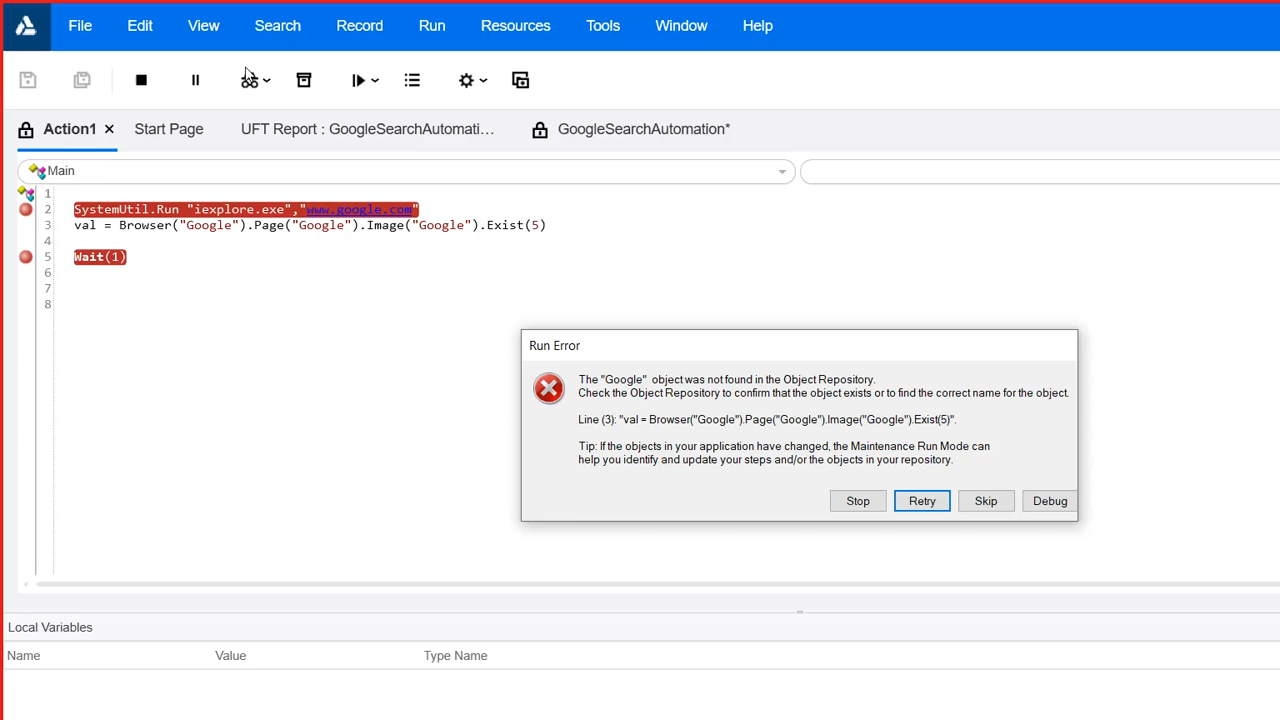 File Edit View Search Record Run Resources Tools Window Help
Action1 × Start Page UFT Report : GoogleSearchAutomati... GoogleSearchAutomation*
Main
1
2 SystemUtil.Run "iexplore.exe","www.google.com"
3 val = Browser("Google").Page("Google").Image("Google").Exist(5)
4
5 Wait(1)
6
7
8
Run Error
The "Google" object was not found in the Object Repository.
Check the Object Repository to confirm that the object exists or to find the correct name for the object.
Line (3): "val = Browser("Google").Page("Google").Image("Google").Exist(5)".
Tip: If the objects in your application have changed, the Maintenance Run Mode can
help you identify and update your steps and/or the objects in your repository.
Stop Retry Skip Debug
Local Variables
Name Value Type Name